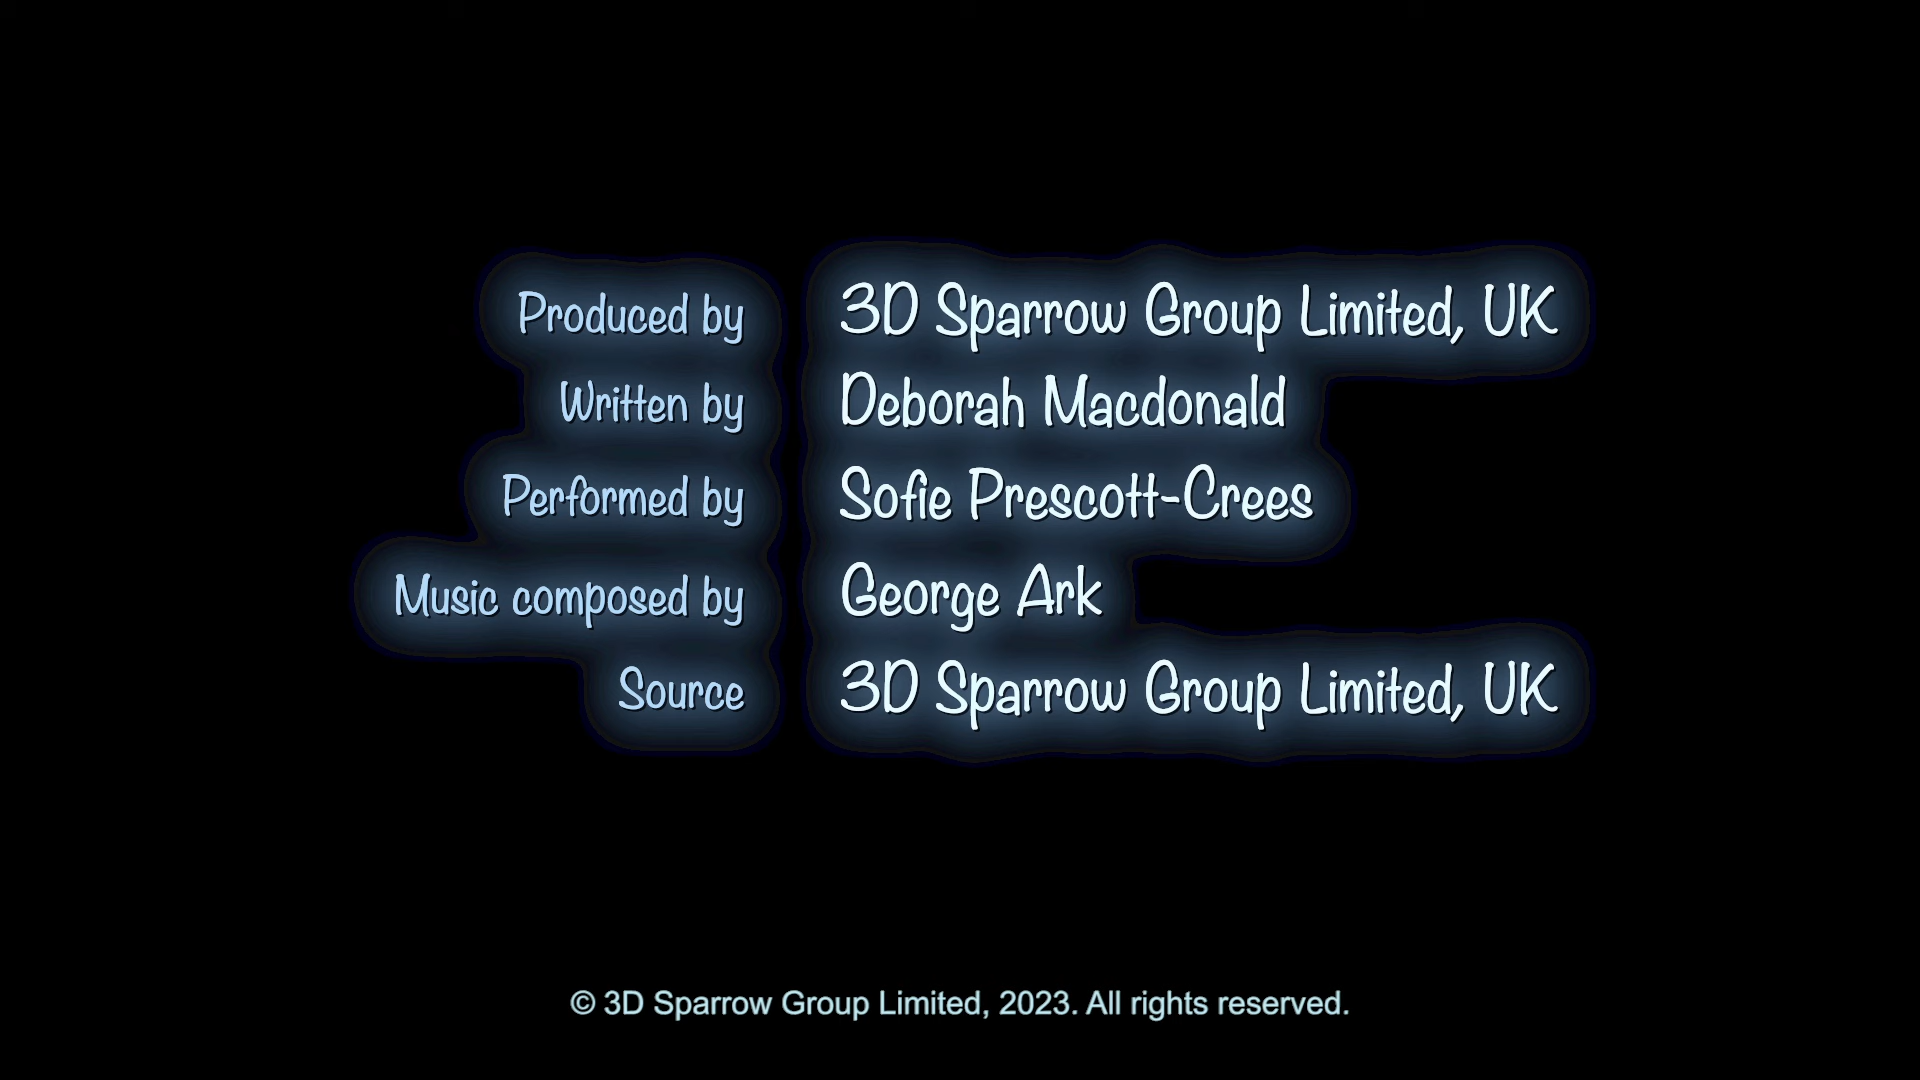 Produced by 3D Sparrow Group Limited, UK
Written by Deborah Macdonald
Performed by Sofie Prescott-Crees
Music composed by George Ark
Source 3D Sparrow Group Limited, UK
© 3D Sparrow Group Limited, 2023. All rights reserved.